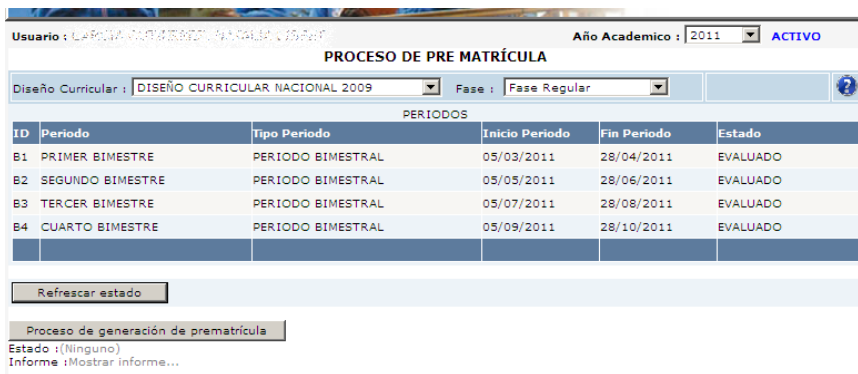 Usuario : Año Academico : 2011 ACTIVO
PROCESO DE PRE MATRÍCULA
Diseño Curricular : DISEÑO CURRICULAR NACIONAL 2009 Fase : Fase Regular
PERIODOS
ID Periodo Tipo Periodo Inicio Periodo Fin Periodo Estado
B1 PRIMER BIMESTRE PERIODO BIMESTRAL 05/03/2011 28/04/2011 EVALUADO
B2 SEGUNDO BIMESTRE PERIODO BIMESTRAL 05/05/2011 28/06/2011 EVALUADO
B3 TERCER BIMESTRE PERIODO BIMESTRAL 05/07/2011 28/08/2011 EVALUADO
B4 CUARTO BIMESTRE PERIODO BIMESTRAL 05/09/2011 28/10/2011 EVALUADO
Refrescar estado
Proceso de generación de prematrícula
Estado :(Ninguno)
Informe :Mostrar informe...